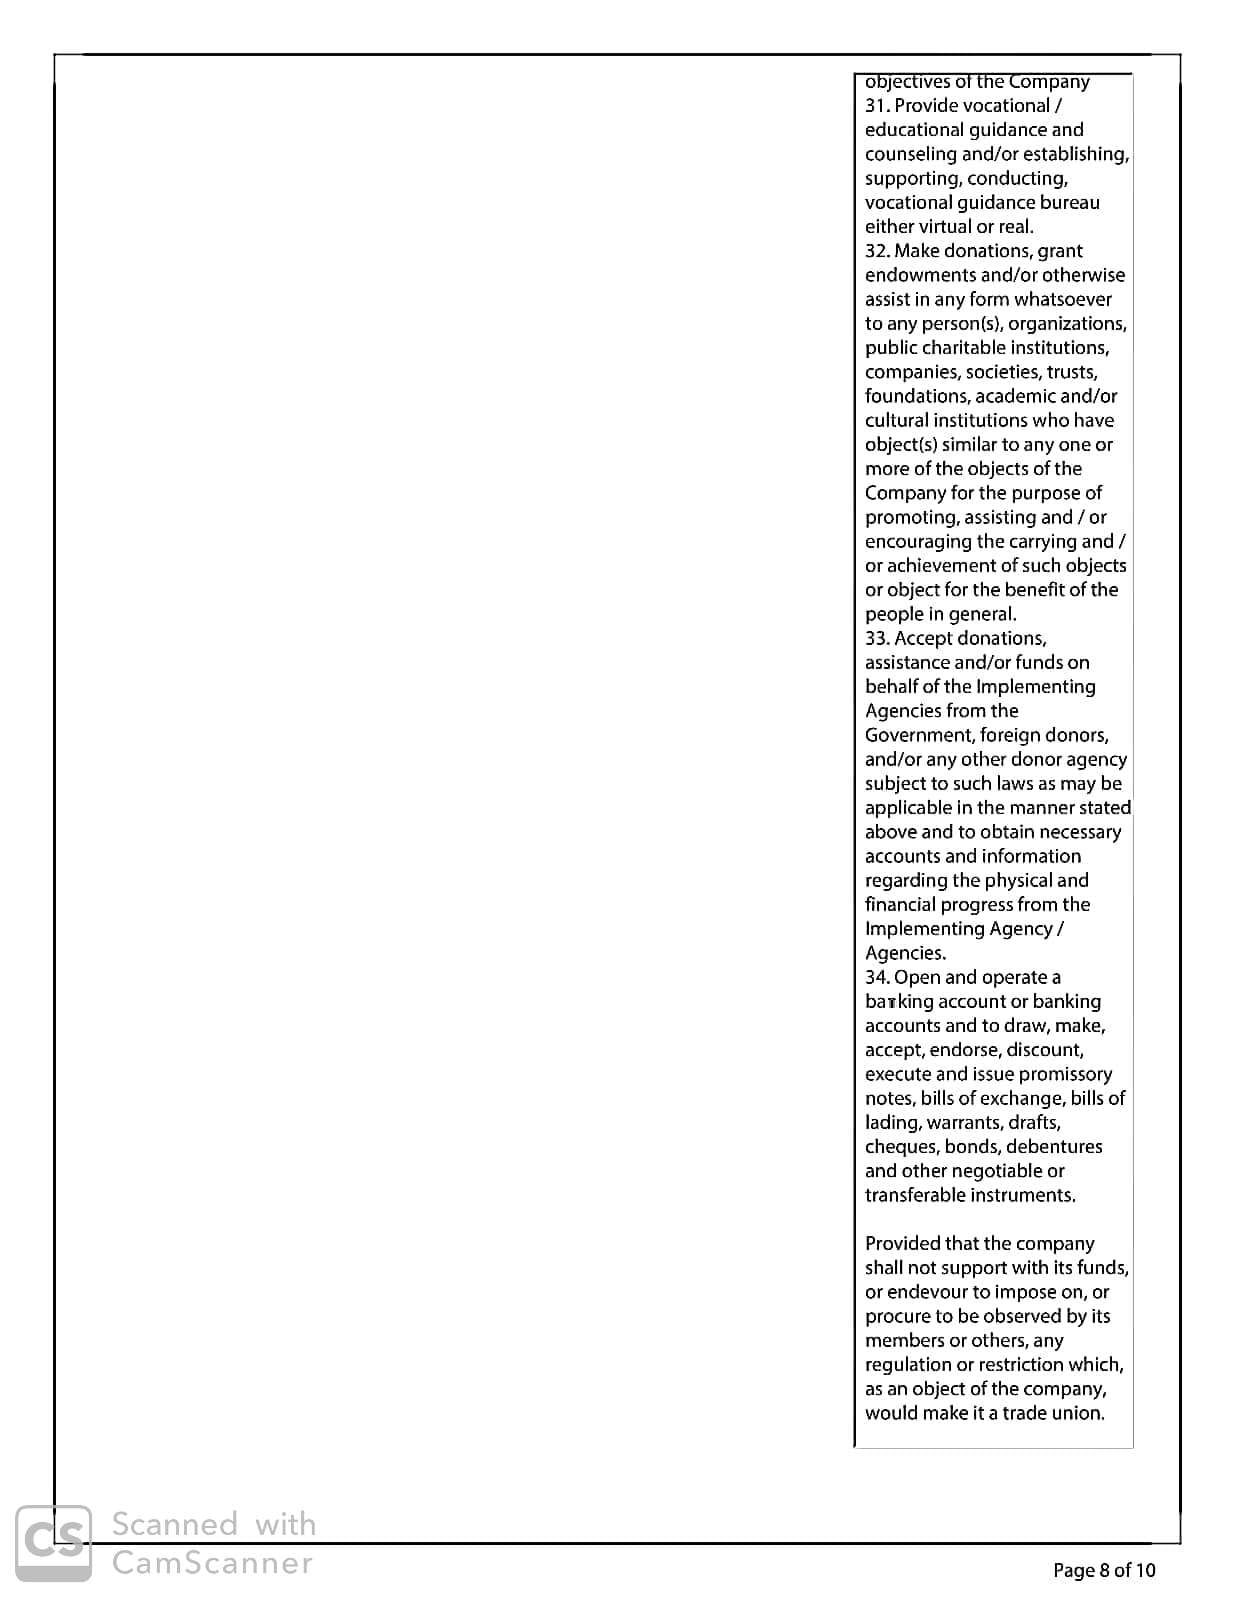 objectives of the Company
31. Provide vocational /
educational guidance and
counseling and/or establishing,
supporting, conducting,
vocational guidance bureau
either virtual or real.
32. Make donations, grant
endowments and/or otherwise
assist in any form whatsoever
to any person(s), organizations,
public charitable institutions,
companies, societies, trusts,
foundations, academic and/or
cultural institutions who have
object(s) similar to any one or
more of the objects of the
Company for the purpose of
promoting, assisting and / or
encouraging the carrying and /
or achievement of such objects
or object for the benefit of the
people in general.
33. Accept donations,
assistance and/or funds on
behalf of the Implementing
Agencies from the
Government, foreign donors,
and/or any other donor agency
subject to such laws as may be
applicable in the manner stated
above and to obtain necessary
accounts and information
regarding the physical and
financial progress from the
Implementing Agency /
Agencies.
34. Open and operate a
banking account or banking
accounts and to draw, make,
accept, endorse, discount,
execute and issue promissory
notes, bills of exchange, bills of
lading, warrants, drafts,
cheques, bonds, debentures
and other negotiable or
transferable instruments.
Provided that the company
shall not support with its funds,
or endevour to impose on, or
procure to be observed by its
members or others, any
regulation or restriction which,
as an object of the company,
would make it a trade union.
CS Scanned with
CamScanner
Page 8 of 10